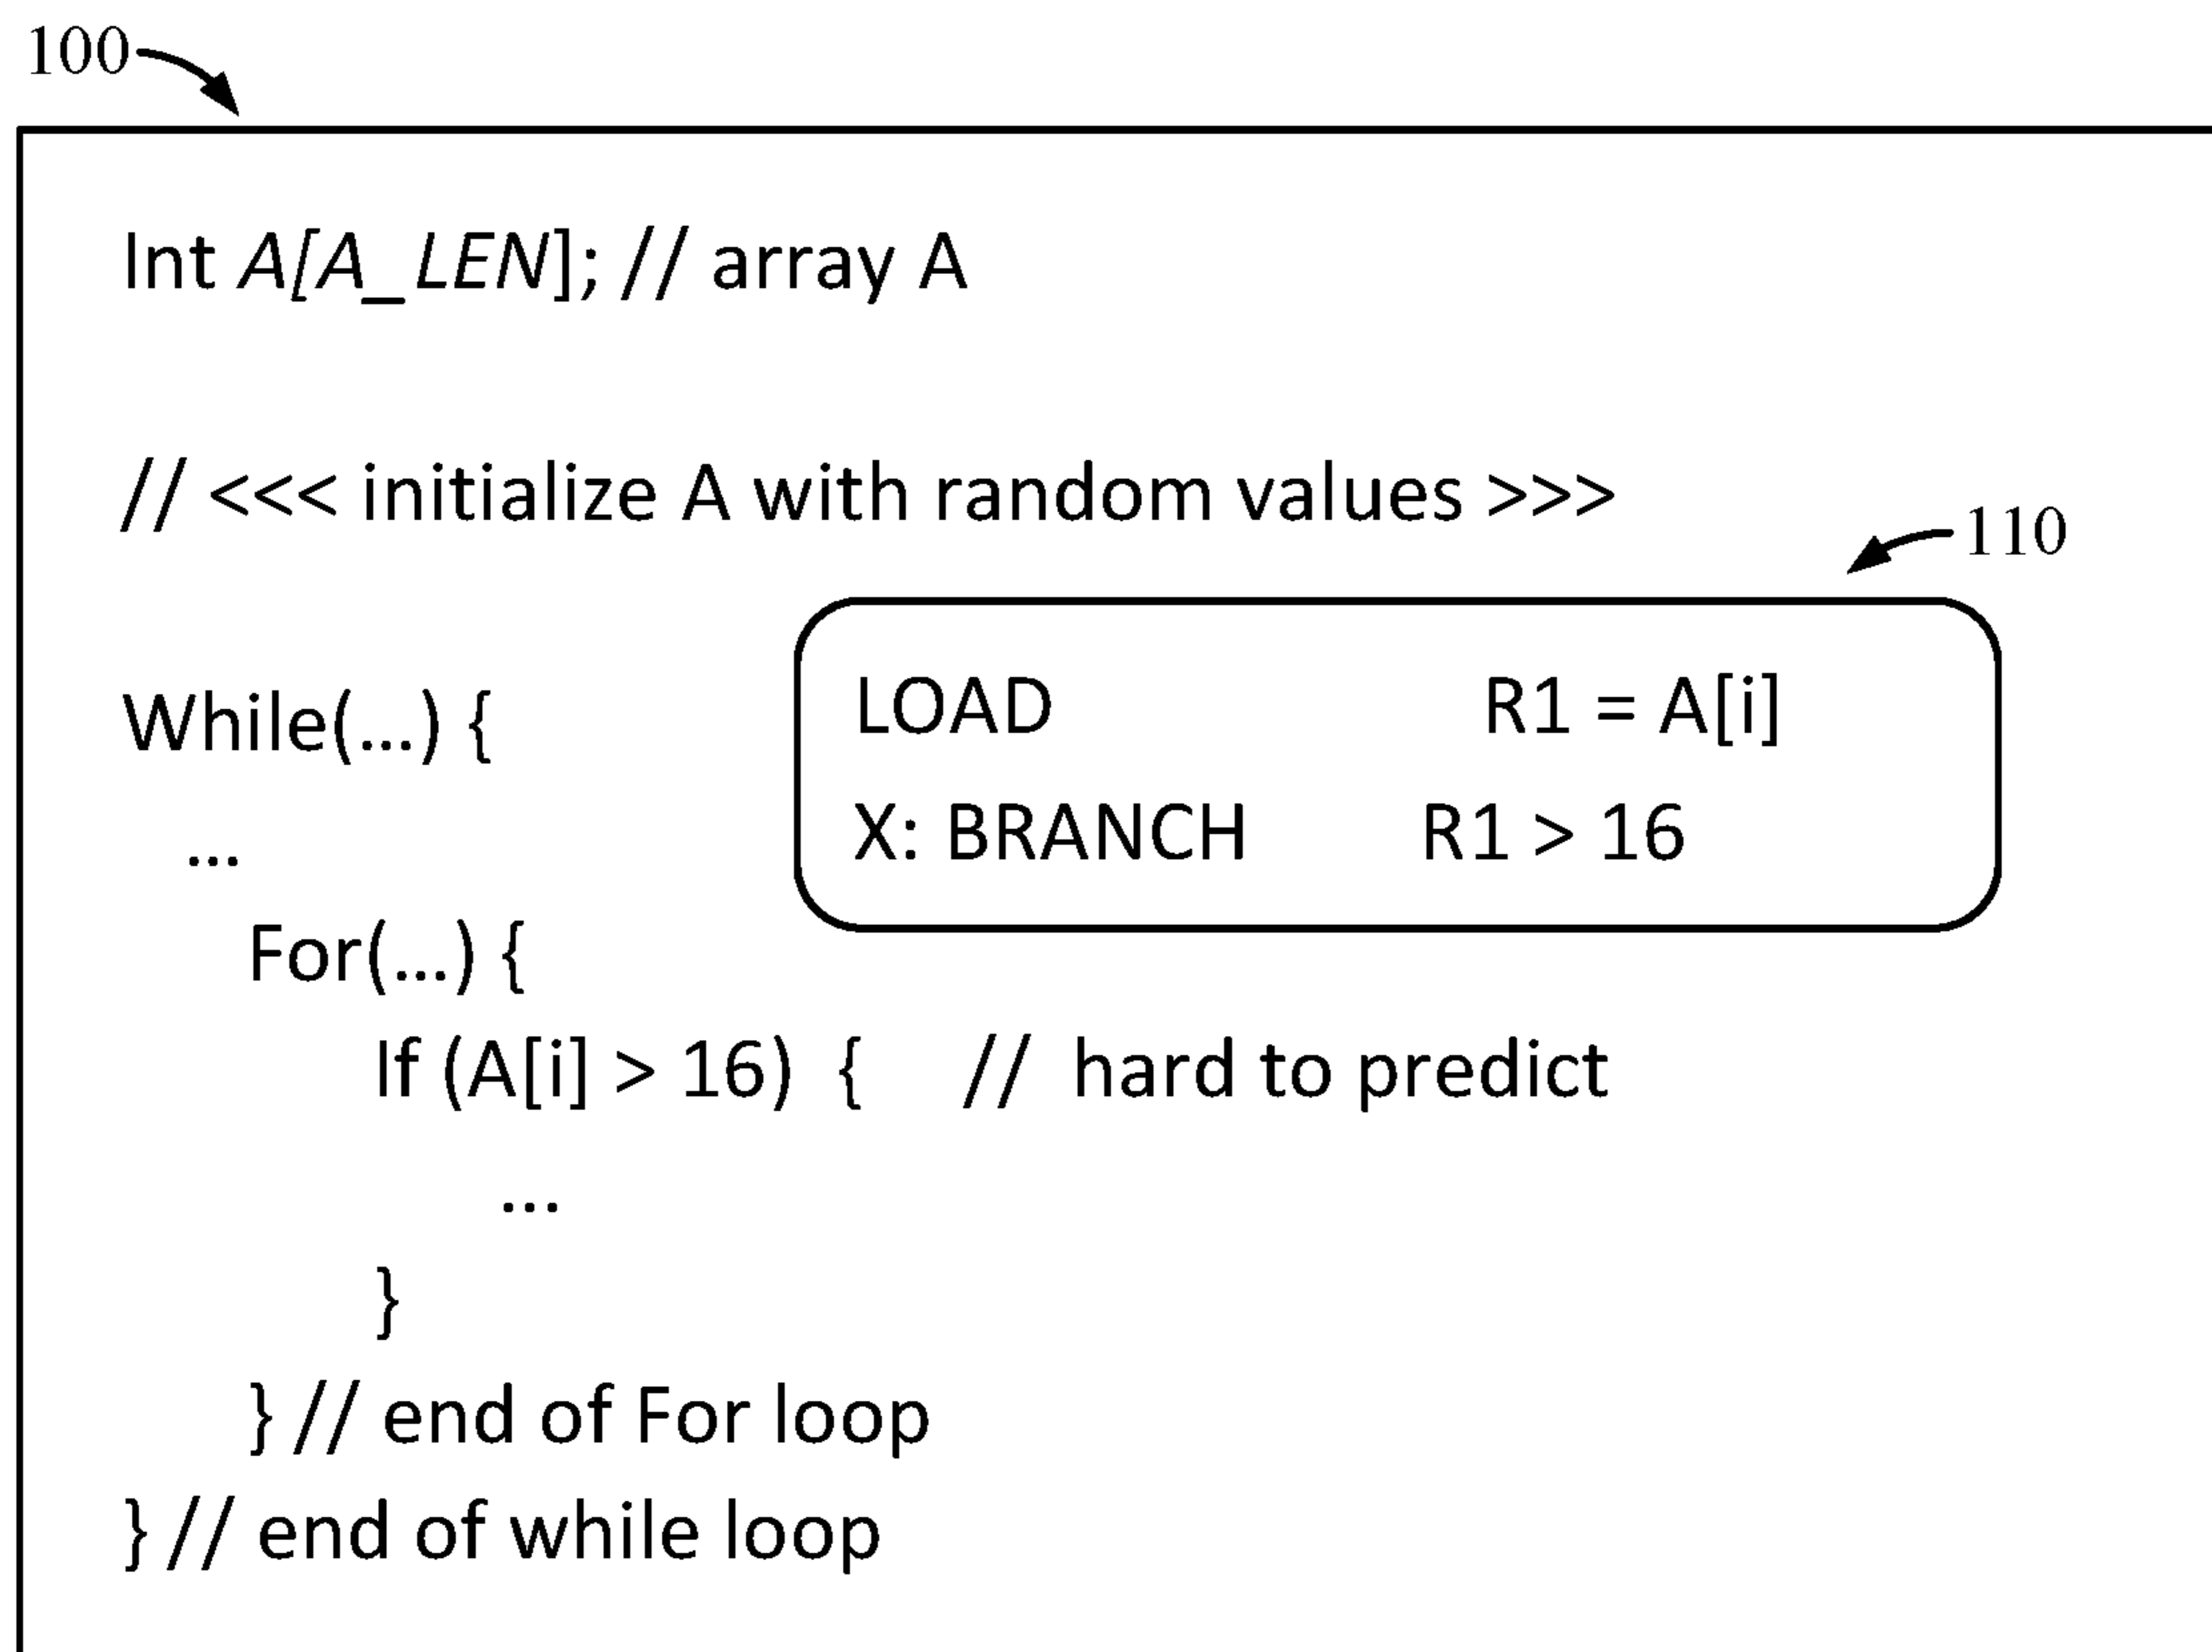 100
Int A[A_LEN]; // array A
// <<< initialize A with random values >>>
110
While(...) {
LOAD R1 = A[i]
X: BRANCH R1 > 16
...
For(...) {
If (A[i] > 16) { // hard to predict
...
}
} // end of For loop
} // end of while loop